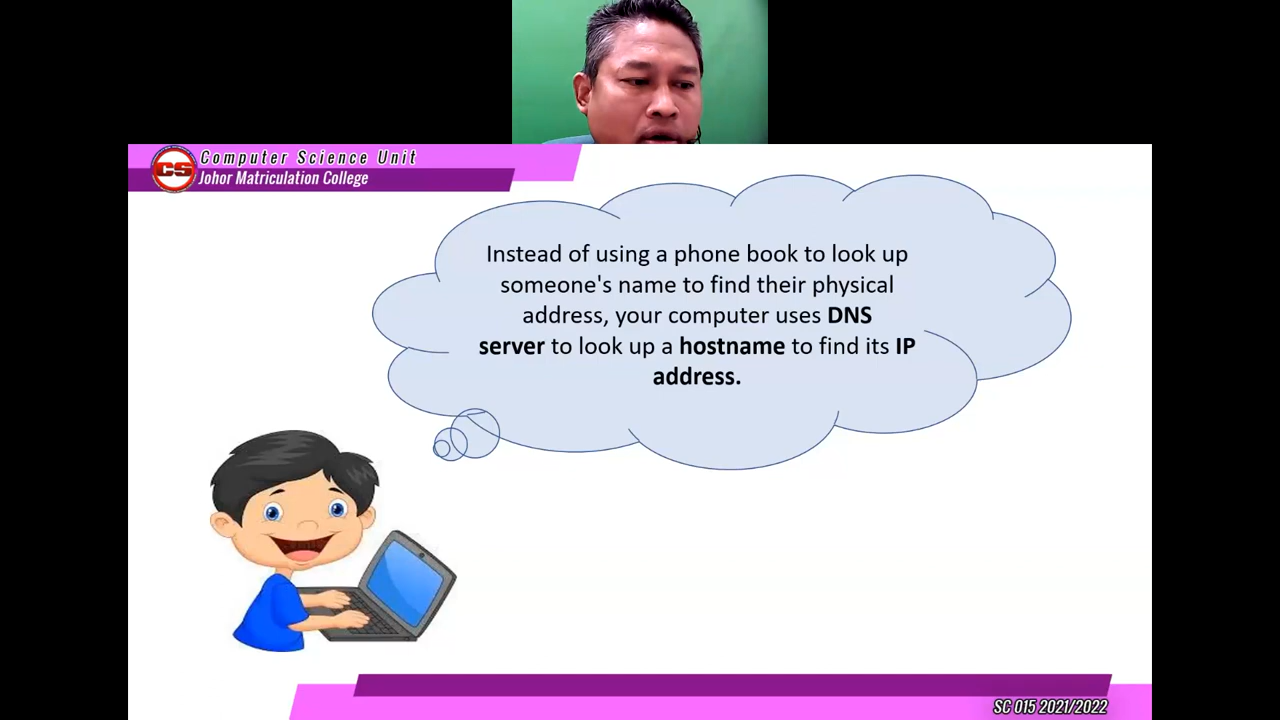 CS
Computer Science Unit
Johor Matriculation College
Instead of using a phone book to look up
someone's name to find their physical
address, your computer uses DNS
server to look up a hostname to find its IP
address.
SC 015 2021/2022